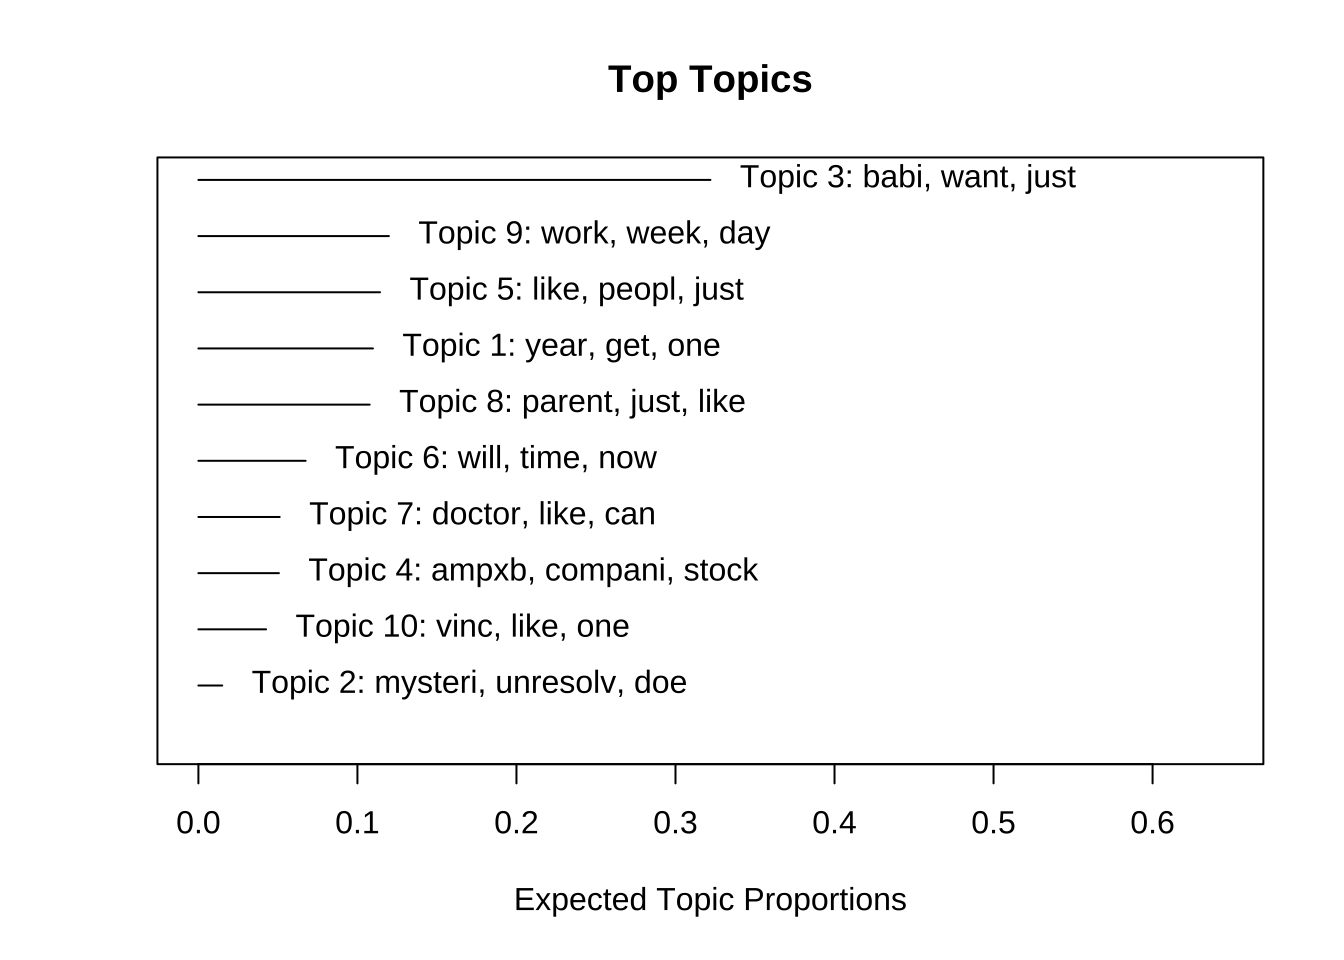 Top Topics
Topic 3: babi, want, just
Topic 9: work, week, day
Topic 5: like, peopl, just
Topic 1: year, get, one
Topic 8: parent, just, like
Topic 6: will, time, now
Topic 7: doctor, like, can
Topic 4: ampxb, compani, stock
Topic 10: vinc, like, one
Topic 2: mysteri, unresolv, doe
0.0 0.1 0.2 0.3 0.4 0.5 0.6
Expected Topic Proportions